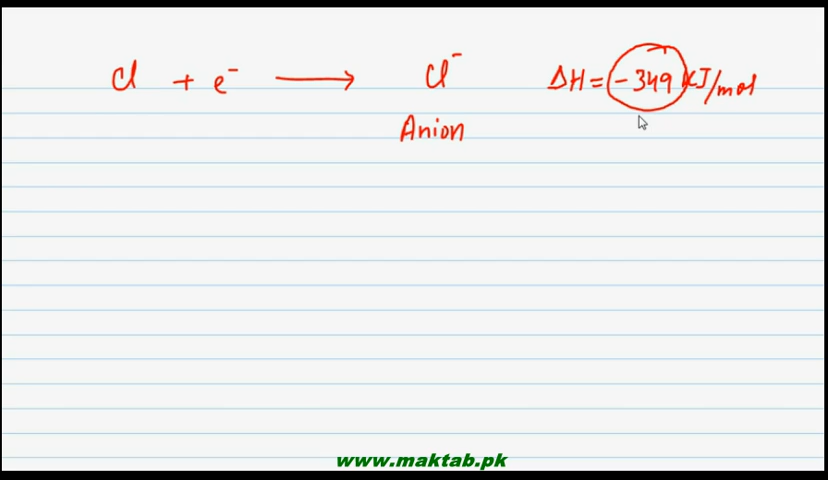 Cl + e⁻ ⟶ Cl⁻ ΔH = -349 KJ/mol
Anion
www.maktab.pk